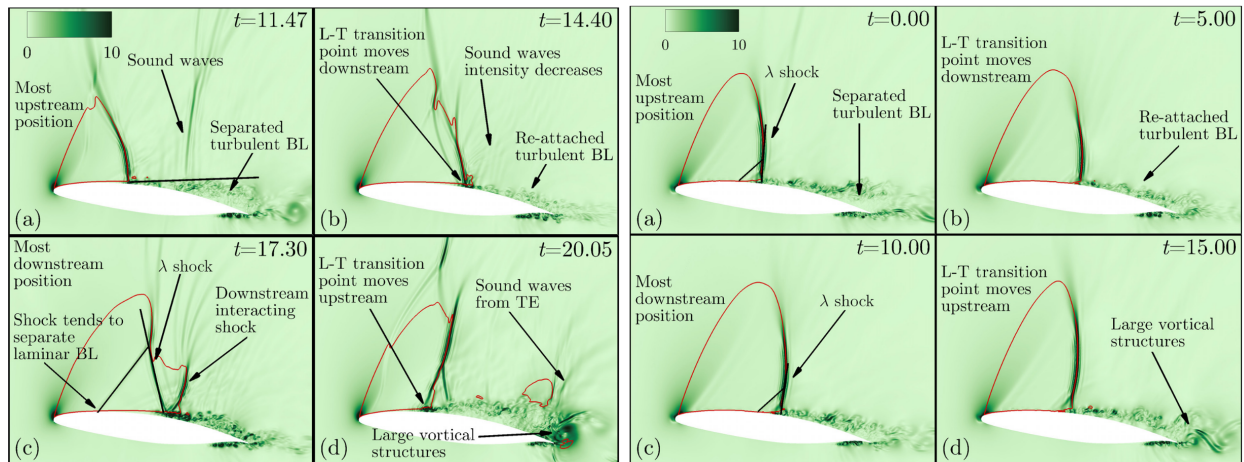 t=11.47
0 10
Sound waves
Most
upstream
position
Separated
turbulent BL
(a)
t=14.40
L-T transition
point moves
downstream
Sound waves
intensity decreases
Re-attached
turbulent BL
(b)
t=17.30
Most
downstream
position
λ shock
Downstream
interacting
shock
Shock tends to
separate
laminar BL
(c)
t=20.05
L-T transition
point moves
upstream
Sound waves
from TE
Large vortical
structures
(d)
t=0.00
0 10
Most
upstream
position
λ shock
Separated
turbulent BL
(a)
t=5.00
L-T transition
point moves
downstream
Re-attached
turbulent BL
(b)
t=10.00
Most
downstream
position
λ shock
(c)
t=15.00
L-T transition
point moves
upstream
Large vortical
structures
(d)